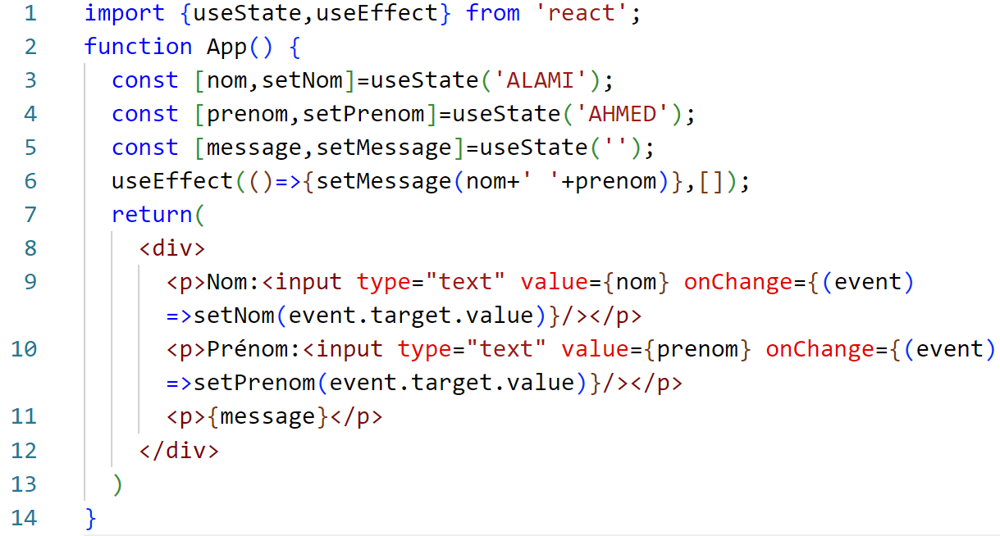 1 import {useState,useEffect} from 'react';
2 function App() {
3   const [nom,setNom]=useState('ALAMI');
4   const [prenom,setPrenom]=useState('AHMED');
5   const [message,setMessage]=useState('');
6   useEffect(()=>{setMessage(nom+' '+prenom)},[]);
7   return(
8     <div>
9       <p>Nom:<input type="text" value={nom} onChange={(event)
      =>setNom(event.target.value)}/></p>
10       <p>Prénom:<input type="text" value={prenom} onChange={(event)
      =>setPrenom(event.target.value)}/></p>
11       <p>{message}</p>
12     </div>
13   )
14 }